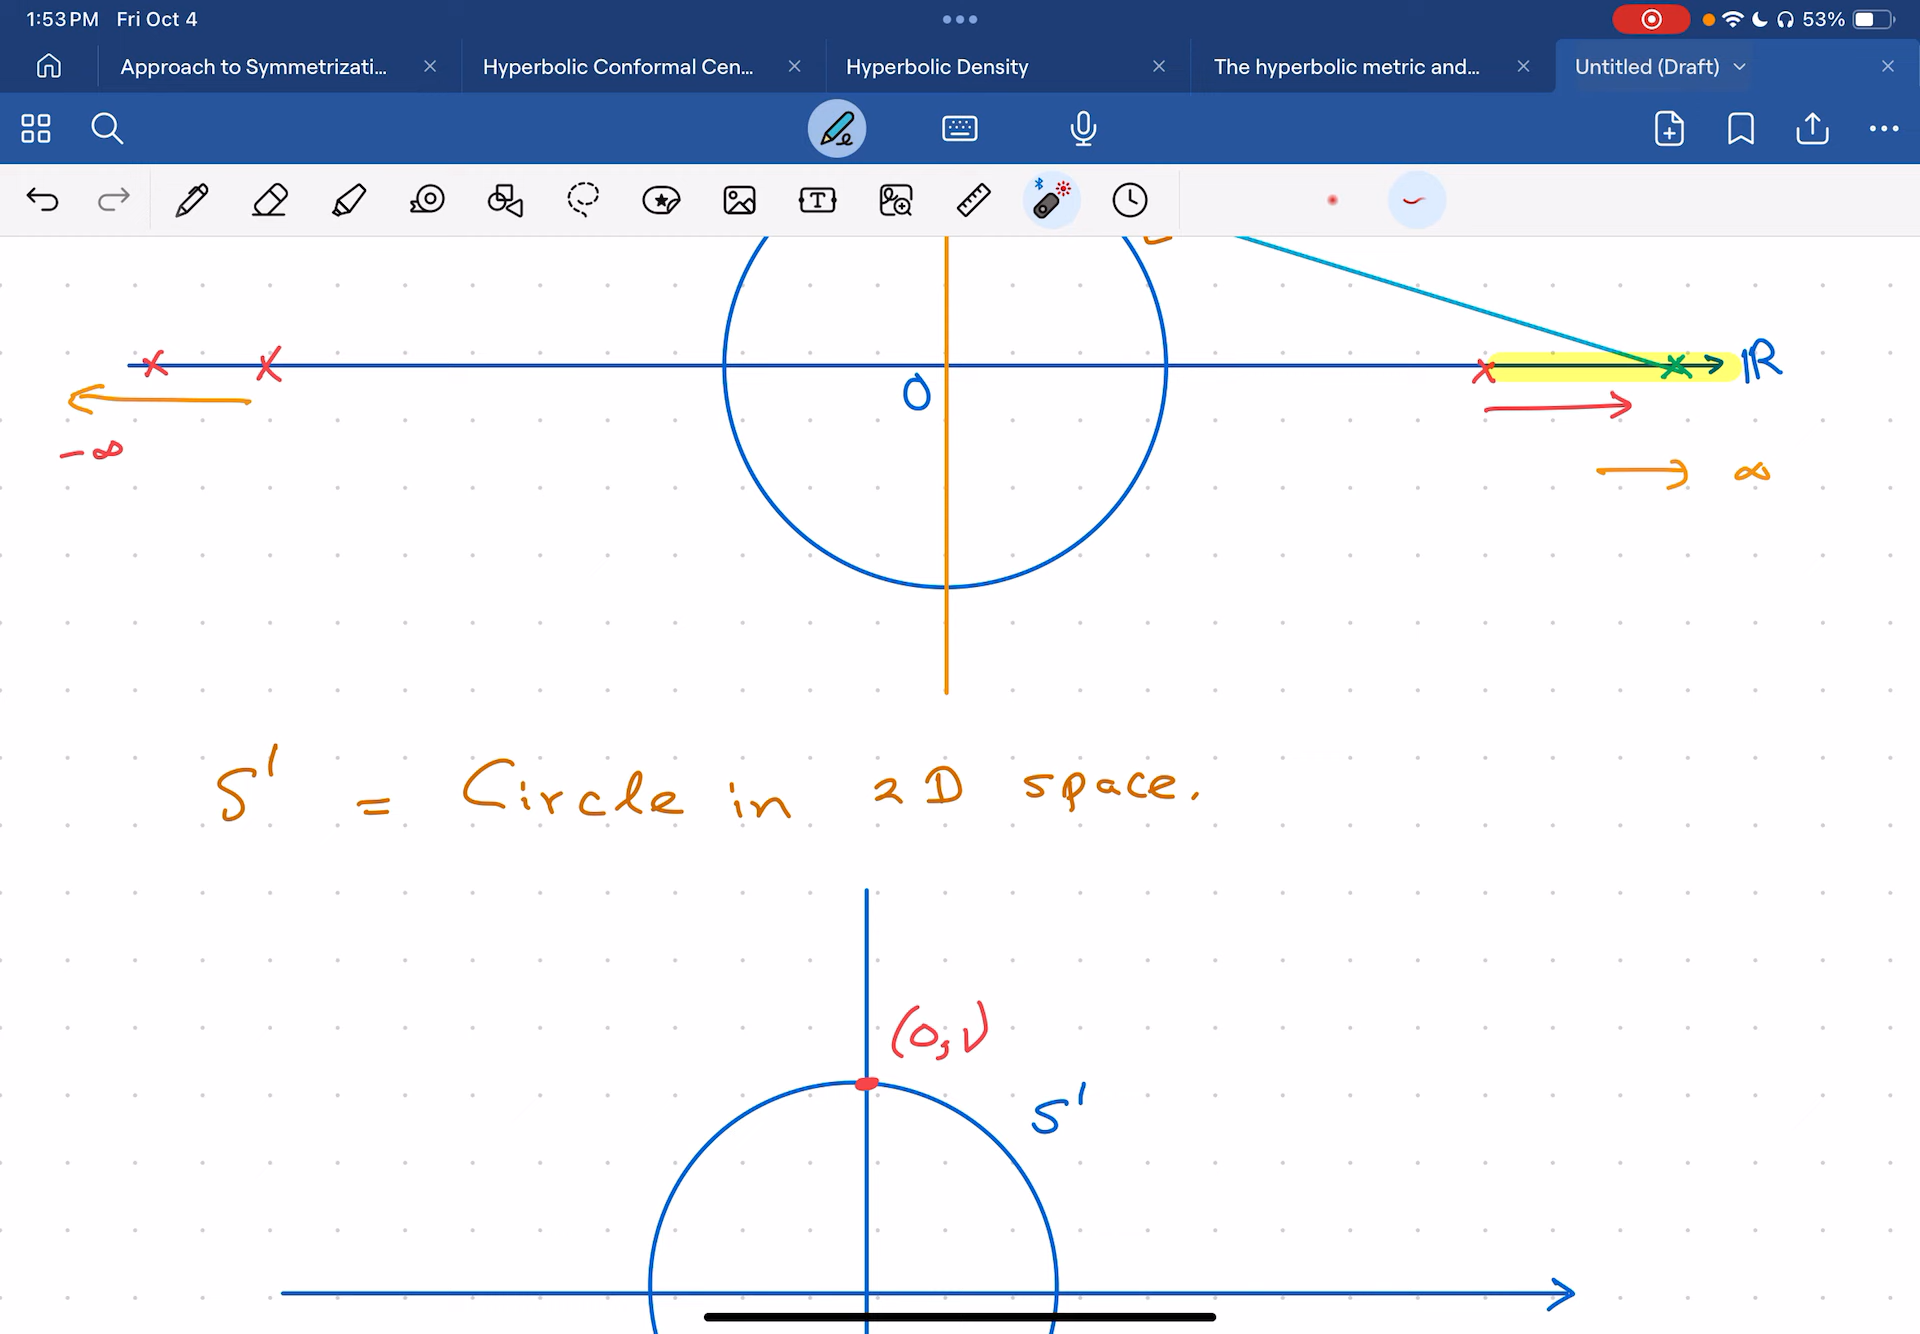 1:53 PM Fri Oct 4
53%
Approach to Symmetrizati...
Hyperbolic Conformal Cen...
Hyperbolic Density
The hyperbolic metric and...
Untitled (Draft)
ℝ
0
-∞
→ ∞
S¹ = Circle in 2D space.
(0,1)
S¹